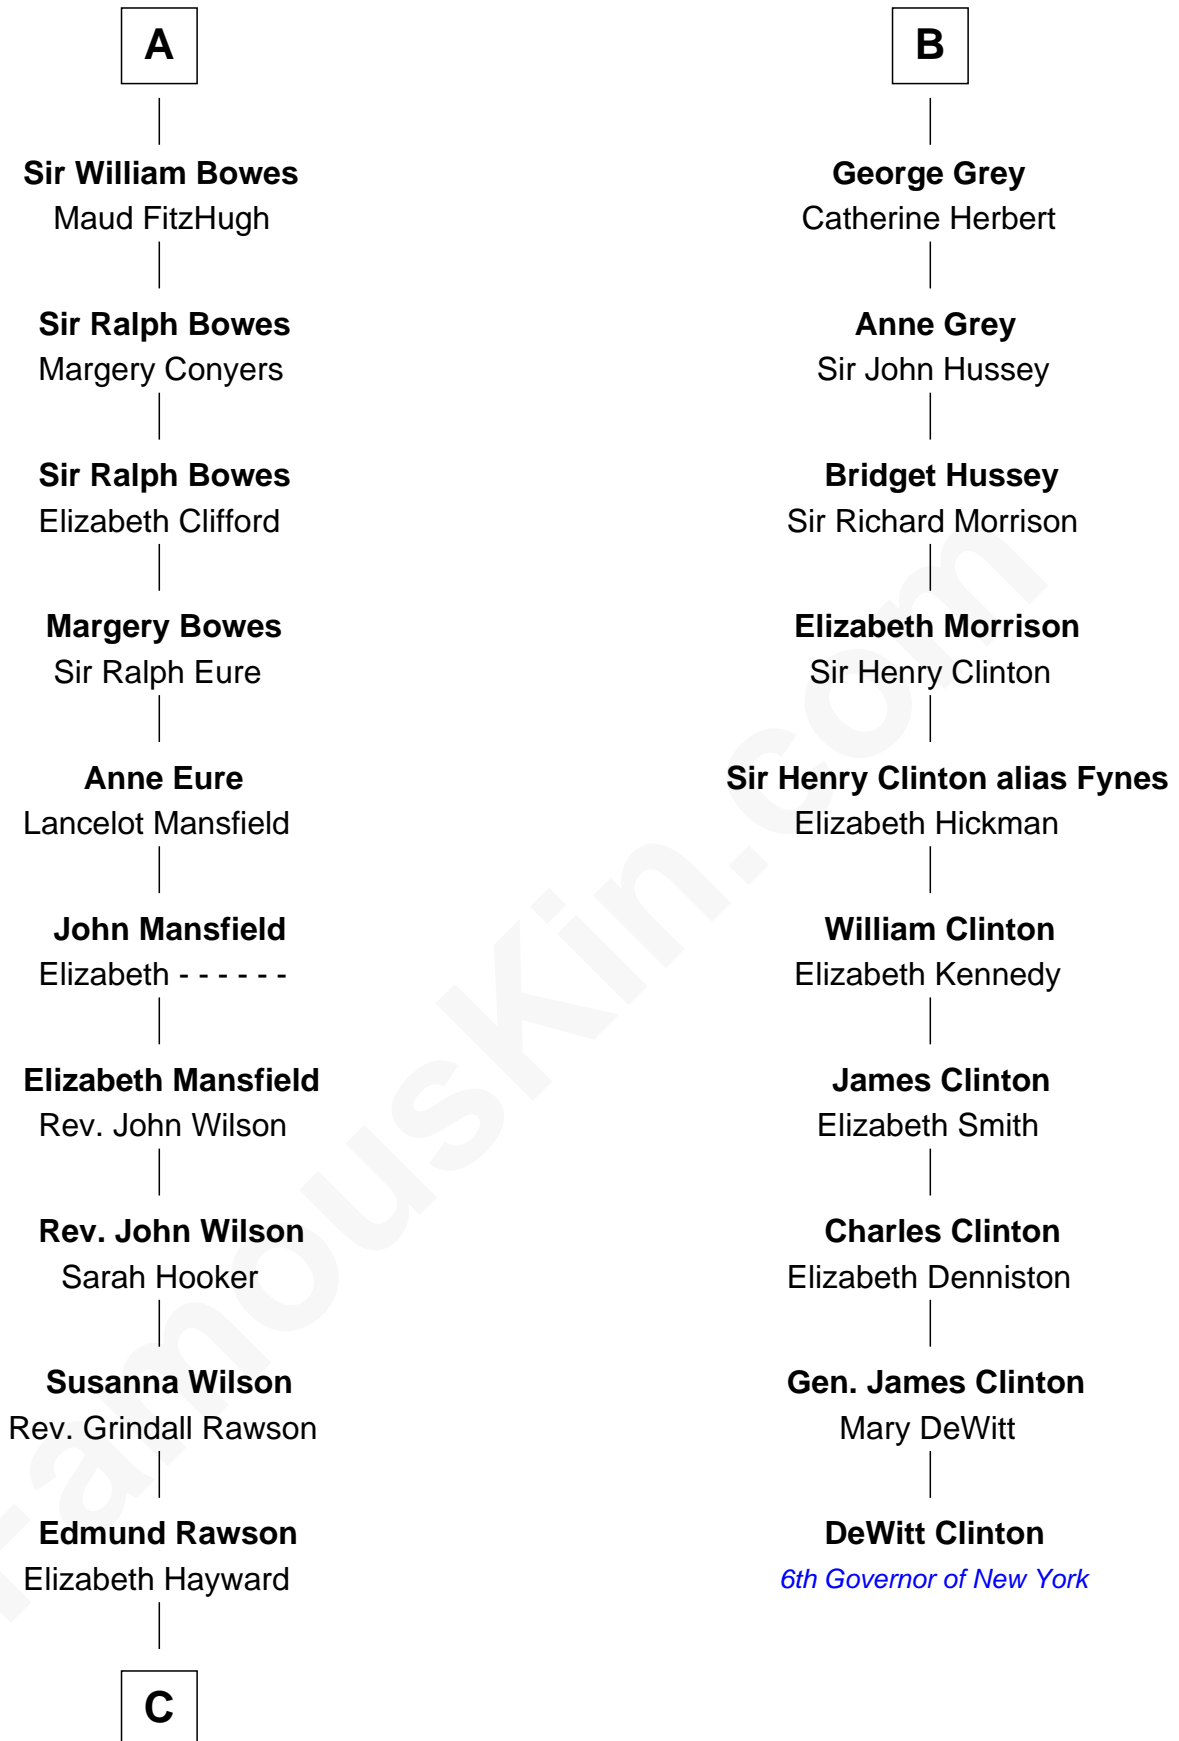 A
Sir William Bowes
Maud FitzHugh
Sir Ralph Bowes
Margery Conyers
Sir Ralph Bowes
Elizabeth Clifford
Margery Bowes
Sir Ralph Eure
Anne Eure
Lancelot Mansfield
John Mansfield
Elizabeth - - - - - -
Elizabeth Mansfield
Rev. John Wilson
Rev. John Wilson
Sarah Hooker
Susanna Wilson
Rev. Grindall Rawson
Edmund Rawson
Elizabeth Hayward
C
B
George Grey
Catherine Herbert
Anne Grey
Sir John Hussey
Bridget Hussey
Sir Richard Morrison
Elizabeth Morrison
Sir Henry Clinton
Sir Henry Clinton alias Fynes
Elizabeth Hickman
William Clinton
Elizabeth Kennedy
James Clinton
Elizabeth Smith
Charles Clinton
Elizabeth Denniston
Gen. James Clinton
Mary DeWitt
DeWitt Clinton
6th Governor of New York
FamousKin.com